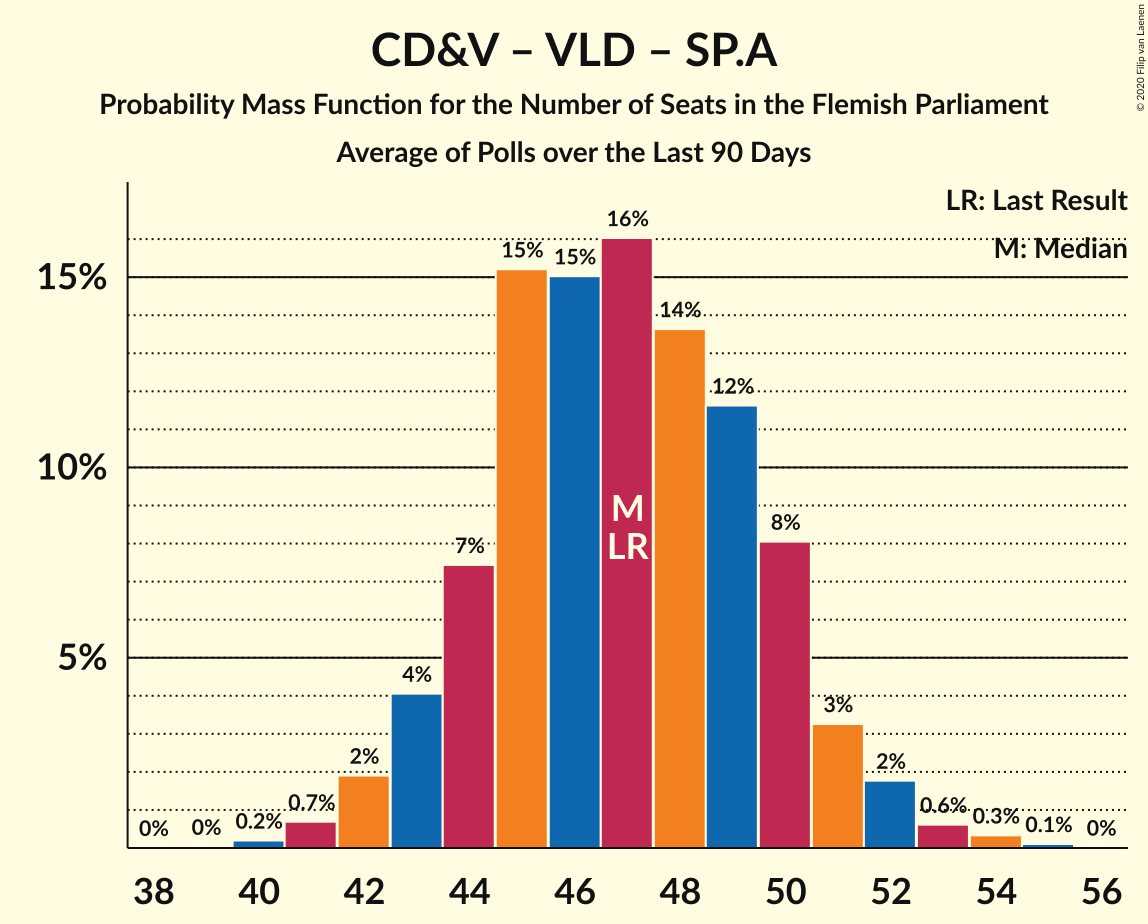 CD&V – VLD – SP.A
Probability Mass Function for the Number of Seats in the Flemish Parliament
Average of Polls over the Last 90 Days
© 2020 Filip van Laenen
LR: Last Result
M: Median
15%
10%
5%
0%
0%
0.2%
0.7%
2%
4%
7%
15%
15%
16%
14%
12%
8%
3%
2%
0.6%
0.3%
0.1%
0%
M
LR
38 40 42 44 46 48 50 52 54 56